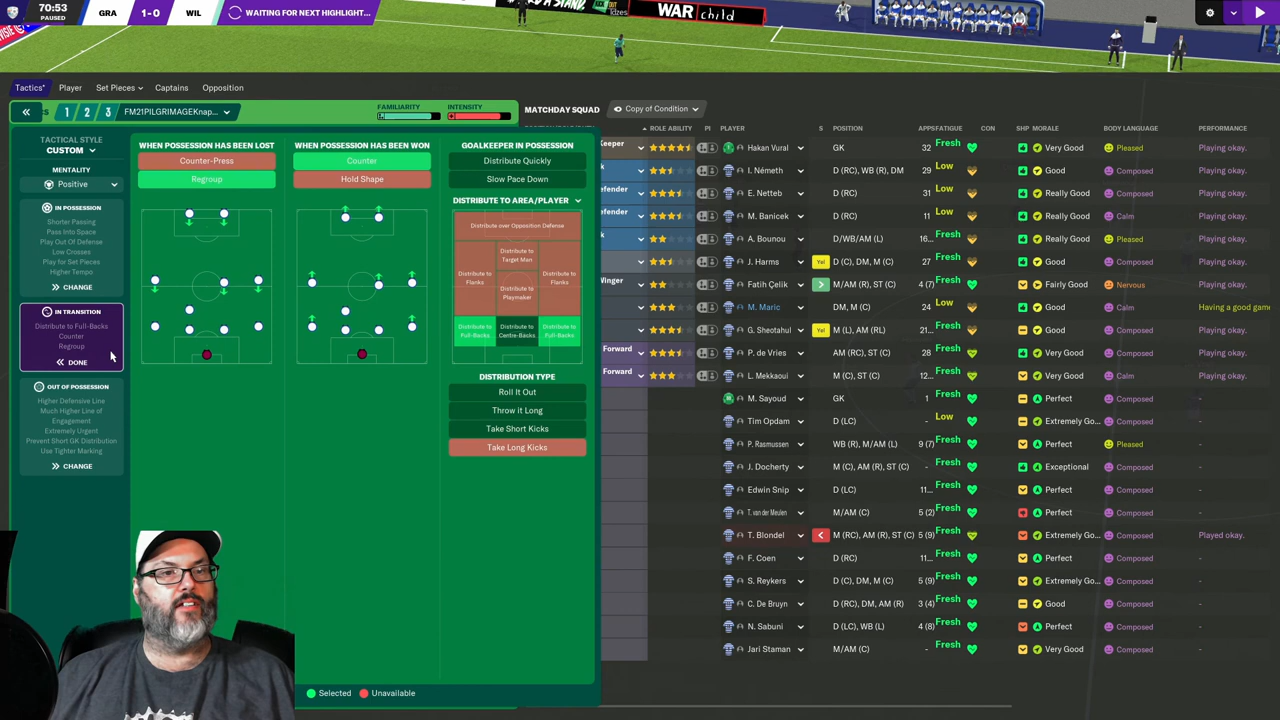 70:53
PAUSED
GRA
1 - 0
WIL
WAITING FOR NEXT HIGHLIGHT...
WAR child
Tactics*
Player
Set Pieces
Captains
Opposition
1
2
3
FM21PILGRIMAGEKnap...
FAMILIARITY
INTENSITY
MATCHDAY SQUAD
Copy of Condition
TACTICAL STYLE
CUSTOM
MENTALITY
Positive
IN POSSESSION
Shorter Passing
Pass Into Space
Play Out Of Defense
Low Crosses
Play for Set Pieces
Higher Tempo
CHANGE
IN TRANSITION
Distribute to Full-Backs
Counter
Regroup
DONE
OUT OF POSSESSION
Higher Defensive Line
Much Higher Line of
Engagement
Extremely Urgent
Prevent Short GK Distribution
Use Tighter Marking
CHANGE
WHEN POSSESSION HAS BEEN LOST
Counter-Press
Regroup
WHEN POSSESSION HAS BEEN WON
Counter
Hold Shape
GOALKEEPER IN POSSESSION
Distribute Quickly
Slow Pace Down
DISTRIBUTE TO AREA/PLAYER
Distribute over Opposition Defense
Distribute to Flanks
Distribute to Target Man
Distribute to Playmaker
Distribute to Flanks
Distribute to Full-Backs
Distribute to Centre-Backs
Distribute to Full-Backs
DISTRIBUTION TYPE
Roll It Out
Throw it Long
Take Short Kicks
Take Long Kicks
Selected
Unavailable
ROLE ABILITY PI PLAYER S POSITION APPS FATIGUE CON SHP MORALE BODY LANGUAGE PERFORMANCE
Hakan Vural GK 32 Fresh Very Good Pleased Playing okay.
I. Németh D (RC), WB (R), DM 29 Low Good Composed Playing okay.
E. Netteb D (RC) 31 Low Really Good Composed Playing okay.
M. Banicek D (RC) 11 Low Really Good Calm Playing okay.
A. Bounou D/WB/AM (L) 16... Fresh Really Good Pleased Playing okay.
J. Harms Yel D (C), DM, M (C) 27 Fresh Good Composed Playing okay.
Fatih Çelik M/AM (R), ST (C) 4 (7) Fresh Fairly Good Nervous Playing okay.
M. Maric DM, M (C) 24 Low Good Calm Having a good game
G. Sheotahul Yel M (L), AM (RL) 21... Fresh Good Composed Playing okay.
P. de Vries AM (RC), ST (C) 28 Fresh Very Good Composed Playing okay.
L. Mekkaoui M (C), ST (C) 12... Fresh Very Good Calm Playing okay.
M. Sayoud GK 1 Fresh Perfect Composed -
Tim Opdam D (LC) - Low Extremely Go... Composed -
P. Rasmussen WB (R), M/AM (L) 9 (7) Fresh Perfect Pleased -
J. Docherty M (C), AM (R), ST (C) - Fresh Exceptional Composed -
Edwin Snip D (LC) 11... Fresh Perfect Composed -
T. van der Meulen M/AM (C) 5 (2) Fresh Perfect Composed -
T. Blondel M (RC), AM (R), ST (C) 5 (9) Fresh Extremely Go... Composed Played okay.
F. Coen D (RC) 11... Fresh Perfect Composed -
S. Reykers D (C), DM, M (C) 5 (9) Fresh Extremely Go... Composed -
C. De Bruyn D (RC), DM, AM (R) 3 (4) Fresh Good Composed -
N. Sabuni D (LC), WB (L) 4 (8) Fresh Perfect Composed -
Jari Staman M/AM (C) - Fresh Very Good Composed -